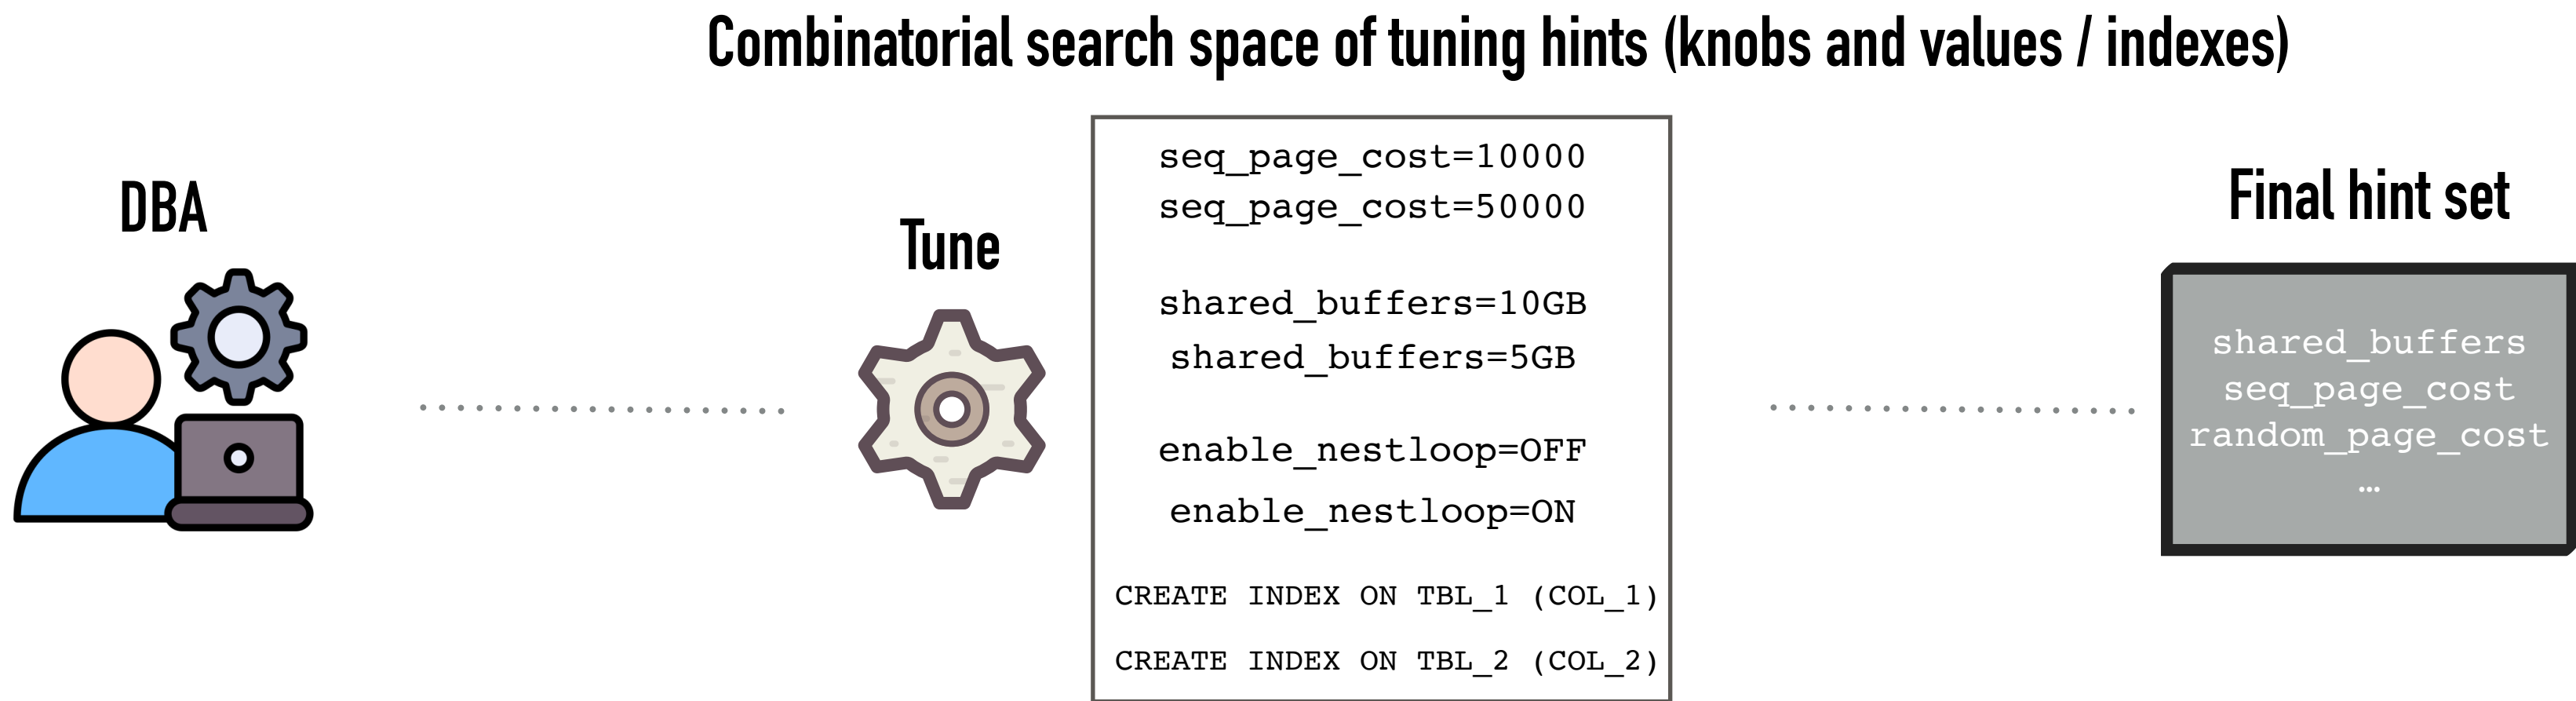 Combinatorial search space of tuning hints (knobs and values / indexes)
DBA
Tune
seq_page_cost=10000
seq_page_cost=50000
shared_buffers=10GB
shared_buffers=5GB
enable_nestloop=OFF
enable_nestloop=ON
CREATE INDEX ON TBL_1 (COL_1)
CREATE INDEX ON TBL_2 (COL_2)
Final hint set
shared_buffers
seq_page_cost
random_page_cost
…